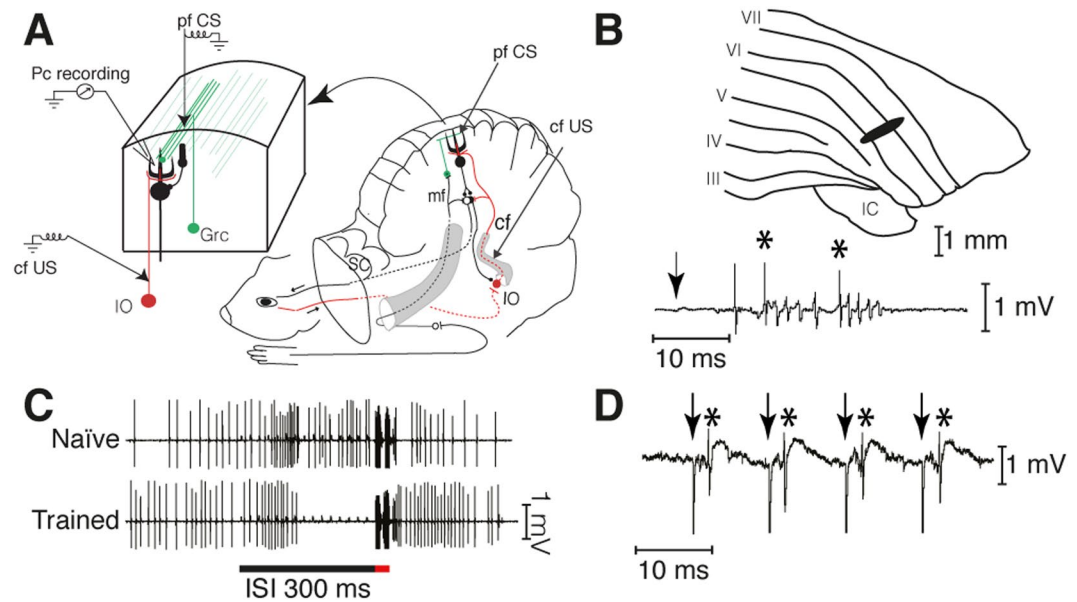 A
pf CS
Pc recording
pf CS
cf US
mf
cf
SC
Grc
cf US
IO
IO
B
VII
VI
V
IV
III
IC
1 mm
*
*
1 mV
10 ms
C
Naïve
Trained
1 mV
ISI 300 ms
D
* * * *
1 mV
10 ms